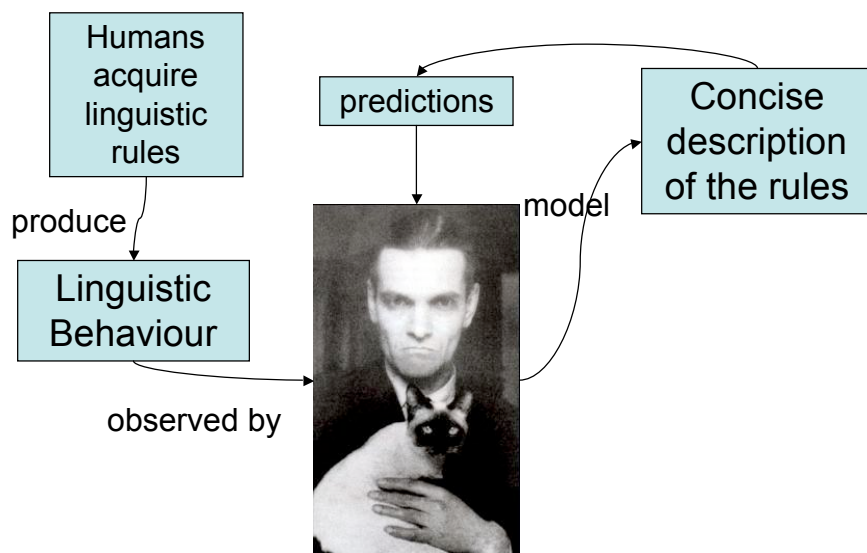 Humans
acquire
linguistic
rules
produce
Linguistic
Behaviour
observed by
predictions
model
Concise
description
of the rules